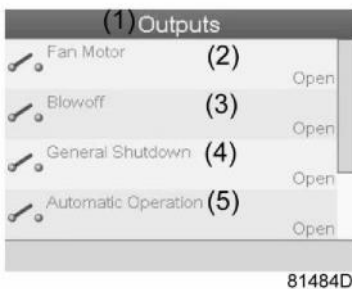 (1) Outputs
Fan Motor (2)
Open
Blowoff (3)
Open
General Shutdown (4)
Open
Automatic Operation (5)
Open
81484D